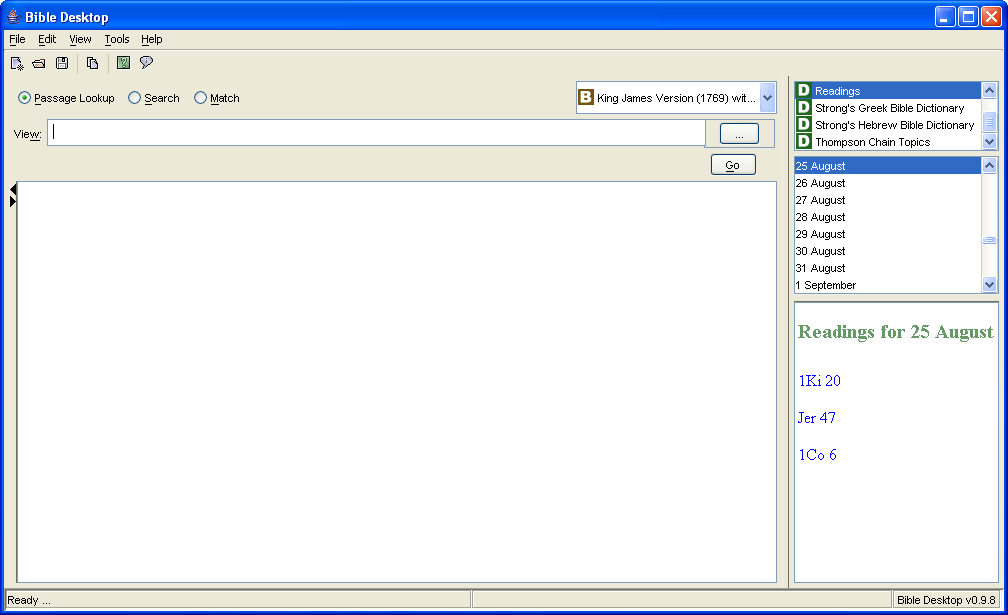 Bible Desktop
File Edit View Tools Help
Passage Lookup Search Match
B King James Version (1769) wit...
View:
...
Go
D Readings
D Strong's Greek Bible Dictionary
D Strong's Hebrew Bible Dictionary
D Thompson Chain Topics
25 August
26 August
27 August
28 August
29 August
30 August
31 August
1 September
Readings for 25 August
1Ki 20
Jer 47
1Co 6
Ready ...
Bible Desktop v0.9.8